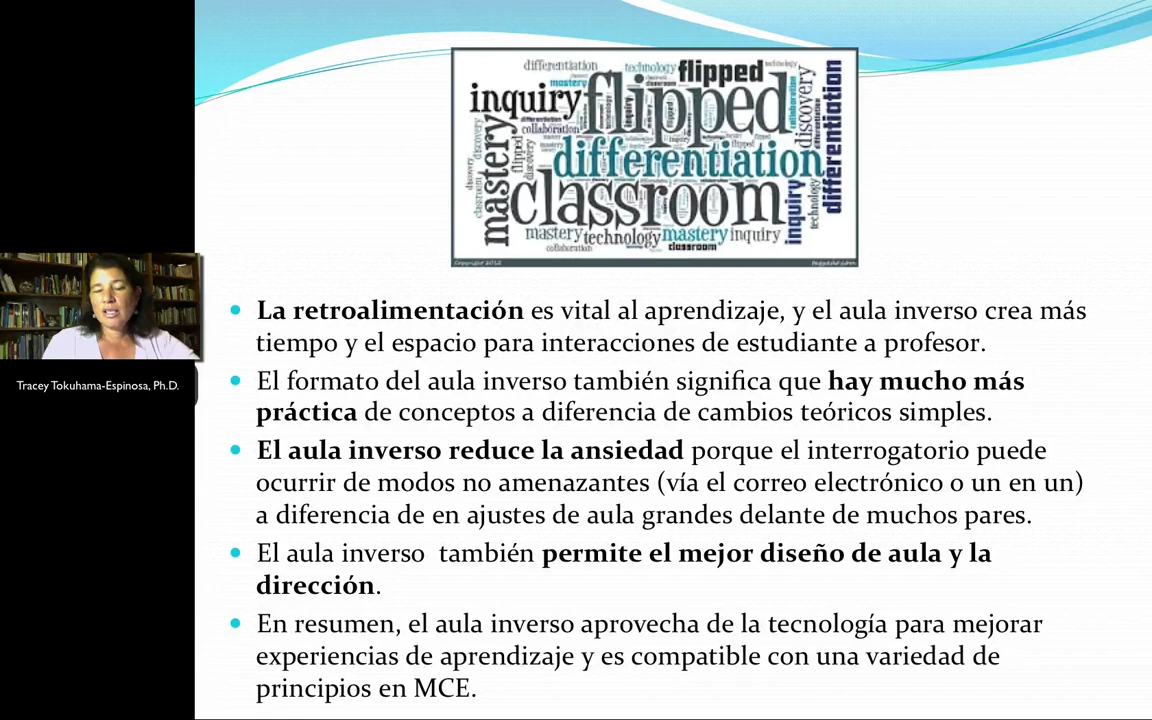 differentiation
technology
flipped
technology
mastery
classroom
inquiry
flipped
discovery
differentiation
collaboration
differentiation
collaboration
mastery
differentiation
classroom
discovery
flipped
discovery
inquiry
technology
mastery
technology
mastery
inquiry
collaboration
classroom
Copyright 2012
Tracey Tokuhama-Espinosa, Ph.D.
• La retroalimentación es vital al aprendizaje, y el aula inverso crea más
tiempo y el espacio para interacciones de estudiante a profesor.
• El formato del aula inverso también significa que hay mucho más
práctica de conceptos a diferencia de cambios teóricos simples.
• El aula inverso reduce la ansiedad porque el interrogatorio puede
ocurrir de modos no amenazantes (vía el correo electrónico o un en un)
a diferencia de en ajustes de aula grandes delante de muchos pares.
• El aula inverso también permite el mejor diseño de aula y la
dirección.
• En resumen, el aula inverso aprovecha de la tecnología para mejorar
experiencias de aprendizaje y es compatible con una variedad de
principios en MCE.